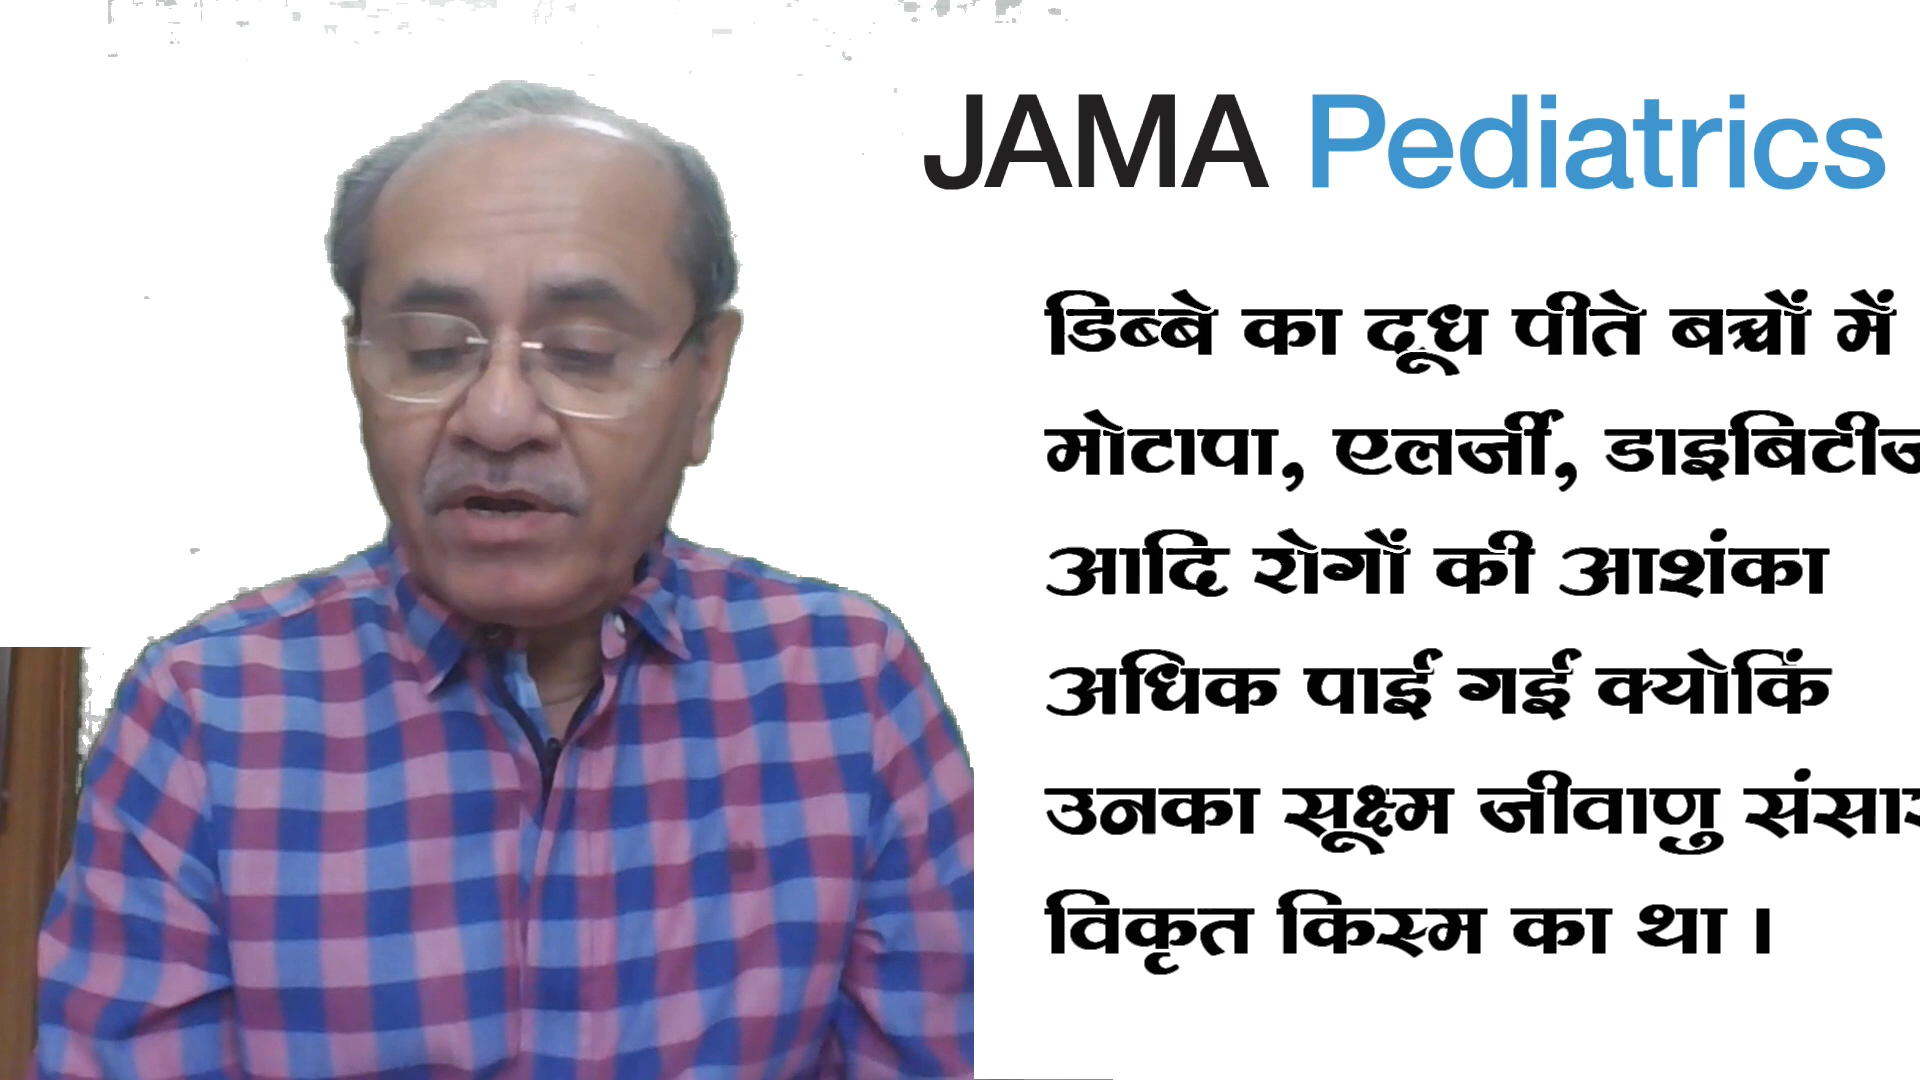 JAMA Pediatrics
डिब्बे का दूध पीते बच्चों में
मोटापा, एलर्जी,
आदि रोगों की आशंका
अधिक पाई गई क्योकिं
उनका सूक्ष्म जीवाणु
विकृत किस्म का था ।